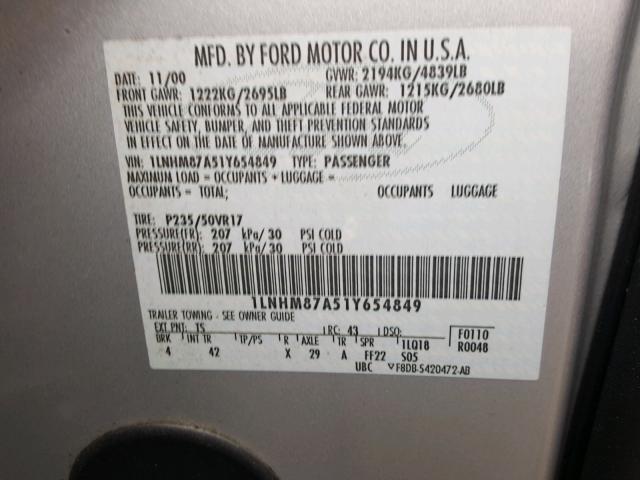 MFD. BY FORD MOTOR CO. IN U.S.A.
DATE: 11/00 GVWR: 2194KG/4839LB
FRONT GAWR: 1222KG/2695LB REAR GAWR: 1215KG/2680LB
THIS VEHICLE CONFORMS TO ALL APPLICABLE FEDERAL MOTOR
VEHICLE SAFETY, BUMPER, AND THEFT PREVENTION STANDARDS
IN EFFECT ON THE DATE OF MANUFACTURE SHOWN ABOVE.
VIN: 1LNHM87A51Y654849 TYPE: PASSENGER
MAXIMUM LOAD = OCCUPANTS + LUGGAGE =
OCCUPANTS = TOTAL; OCCUPANTS LUGGAGE
TIRE: P235/50VR17
PRESSURE(FR) 207 kPa/ 30 PSI COLD
PRESSURE(RR) 207 kPa/ 30 PSI COLD
1LNHM87A51Y654849
TRAILER TOWING - SEE OWNER GUIDE
EXT PNT: TS RC: 43 DSO:
BRK INT TR TP/PS R AXLE TR SPR 1LQ18 F0110
4 42 X 29 A FF22 S05 R0048
UBC VF8DB-5420472-AB